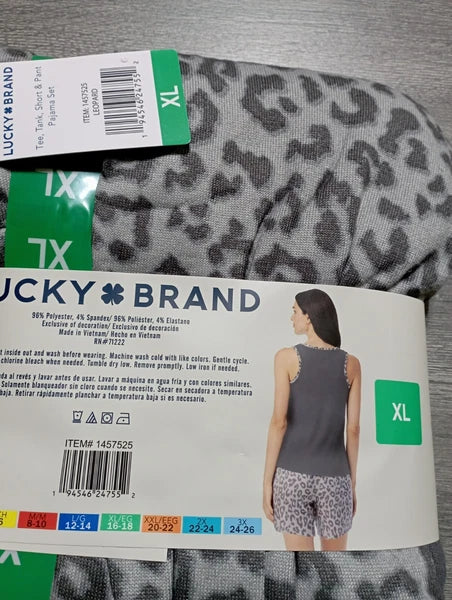 LUCKY BRAND
Tee, Tank, Short & Pant
Pajama Set
ITEM: 1457525
LEOPARD
1 94546 24755 2
XL
XL
XL
UCKY BRAND
96% Polyester, 4% Spandex/ 96% Poliéster, 4% Elastano
Exclusive of decoration/ Exclusivo de decoración
Made in Vietnam/ Hecho en Vietnam
RN#71222
inside out and wash before wearing. Machine wash cold with like colors. Gentle cycle.
chlorine bleach when needed. Tumble dry low. Remove promptly. Low iron if needed.
al revés y lavar antes de usar. Lavar a máquina en agua fría y con colores similares.
Solamente blanqueador sin cloro cuando se necesite. Secar en secadora a temperatura
baja. Retirar rápidamente planchar a temperatura baja si es necesario.
XL
ITEM# 1457525
1 94546 24755 2
M/M
8-10
L/G
12-14
XL/EG
16-18
XXL/EEG
20-22
2X
22-24
3X
24-26
XL